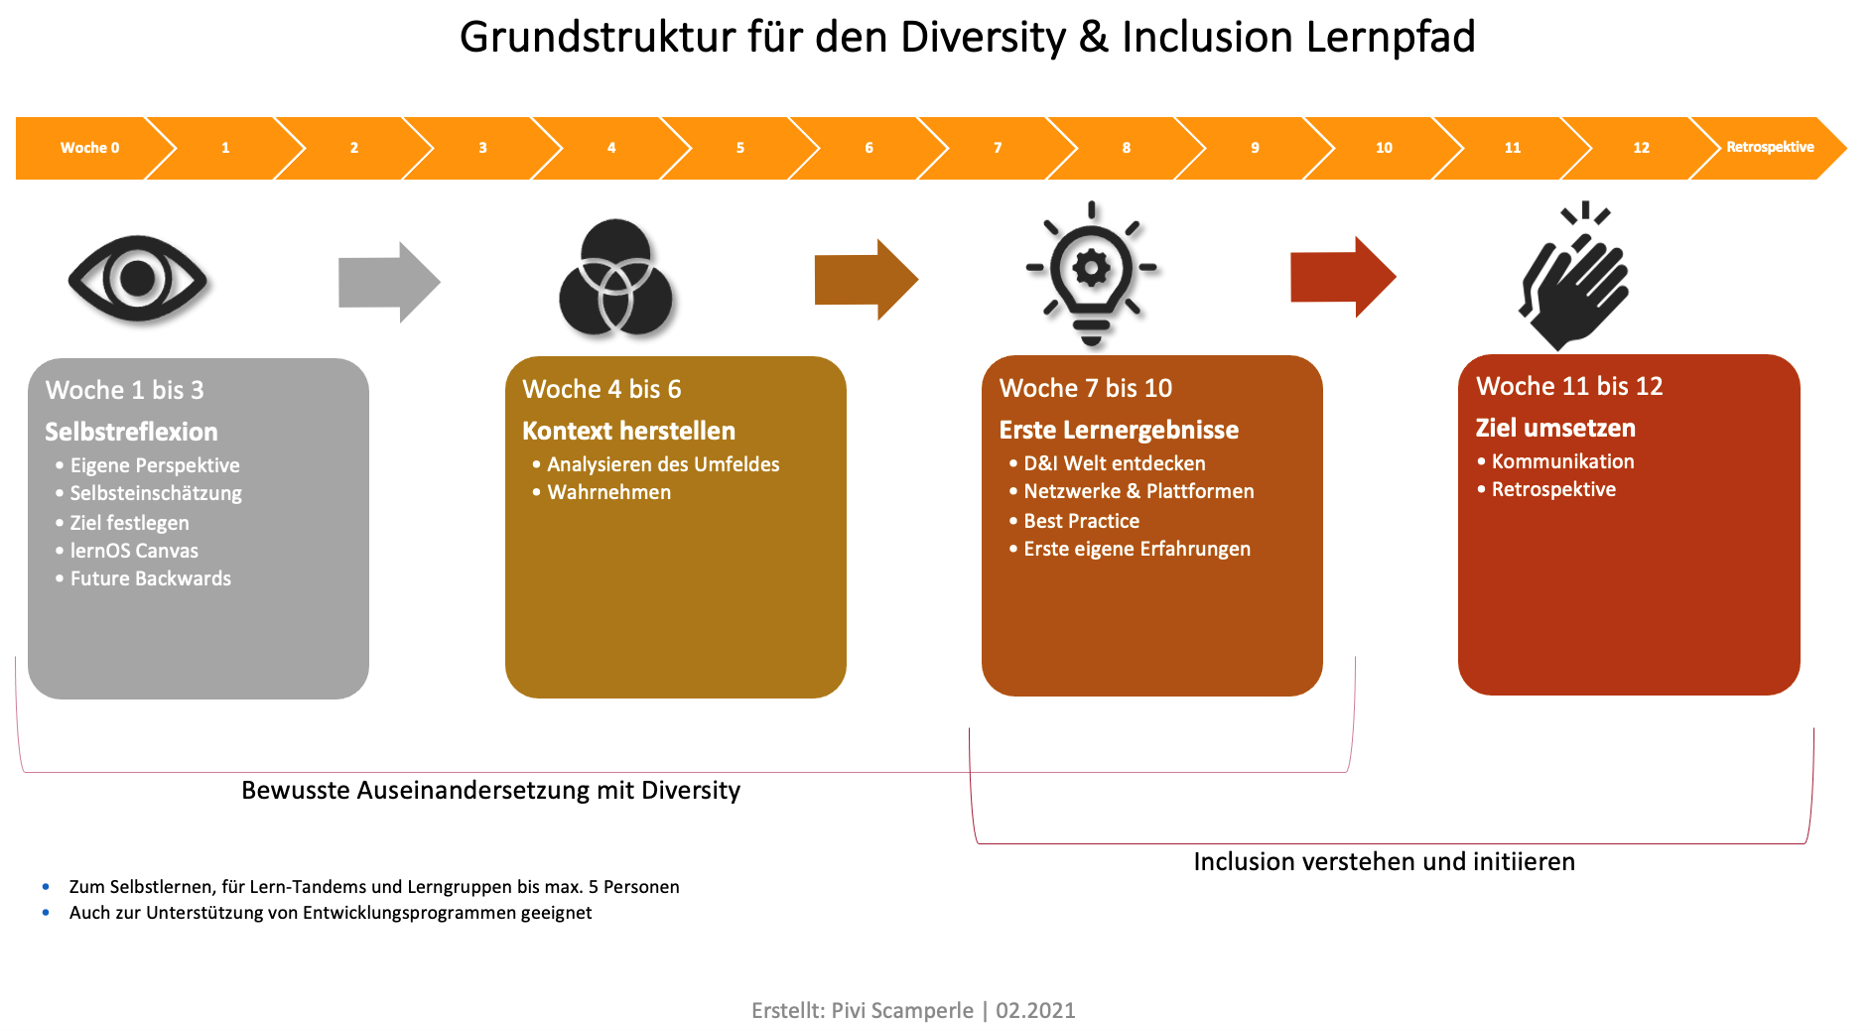 Grundstruktur für den Diversity & Inclusion Lernpfad
Woche 0
1
2
3
4
5
6
7
8
9
10
11
12
Retrospektive
Woche 1 bis 3
Selbstreflexion
• Eigene Perspektive
• Selbsteinschätzung
• Ziel festlegen
• lernOS Canvas
• Future Backwards
Woche 4 bis 6
Kontext herstellen
• Analysieren des Umfeldes
• Wahrnehmen
Woche 7 bis 10
Erste Lernergebnisse
• D&I Welt entdecken
• Netzwerke & Plattformen
• Best Practice
• Erste eigene Erfahrungen
Woche 11 bis 12
Ziel umsetzen
• Kommunikation
• Retrospektive
Bewusste Auseinandersetzung mit Diversity
Inclusion verstehen und initiieren
• Zum Selbstlernen, für Lern-Tandems und Lerngruppen bis max. 5 Personen
• Auch zur Unterstützung von Entwicklungsprogrammen geeignet
Erstellt: Pivi Scamperle | 02.2021